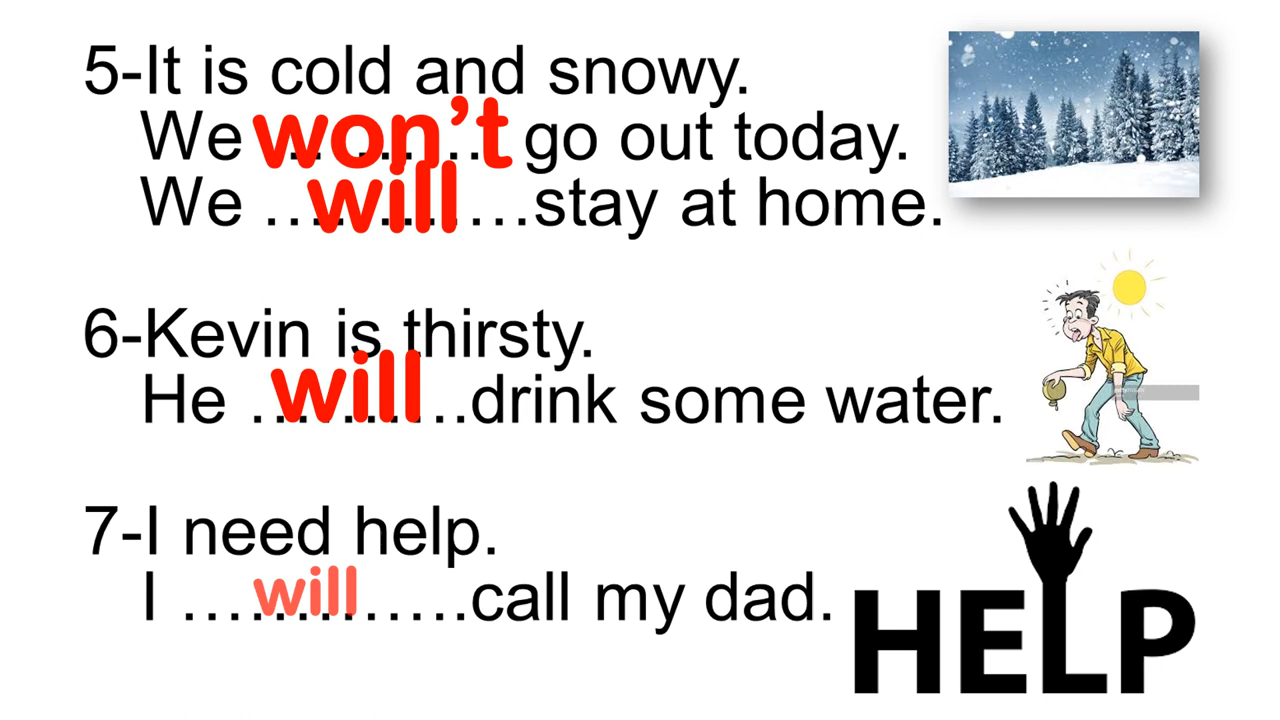 5-It is cold and snowy.
We won't go out today.
We ......will......stay at home.
6-Kevin is thirsty.
He ...will...drink some water.
7-I need help.
I ......will......call my dad.
HELP